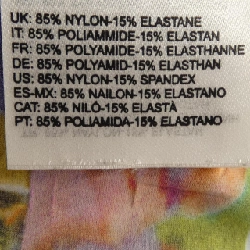 UK: 85% NYLON-15% ELASTANE
IT: 85% POLIAMMIDE-15% ELASTAN
FR: 85% POLYAMIDE-15% ELASTHANNE
DE: 85% POLYAMID-15% ELASTHAN
US: 85% NYLON-15% SPANDEX
ES-MX: 85% NAILON-15% ELASTANO
CAT: 85% NILÓ-15% ELASTÀ
PT: 85% POLIAMIDA-15% ELASTANO